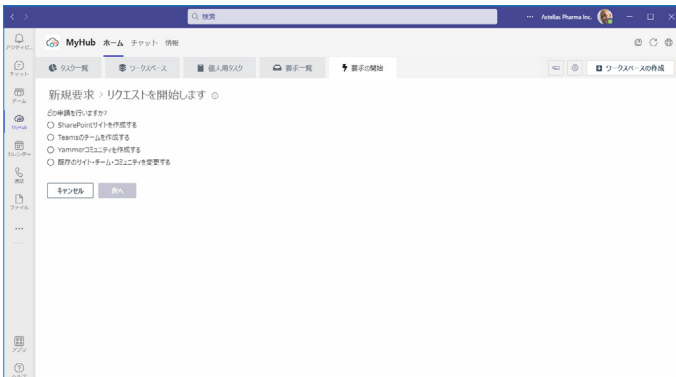 検索
Astellas Pharma Inc.
MyHub ホーム チャット 情報
アクティビ...
チャット
チーム
MyHub
カレンダー
通話
ファイル
アプリ
ヘルプ
タスク一覧 ワークスペース 個人用タスク 要求一覧 要求の開始 ワークスペースの作成
新規要求 > リクエストを開始します
どの申請を行いますか?
SharePointサイトを作成する
Teamsのチームを作成する
Yammerコミュニティを作成する
既存のサイト・チーム・コミュニティを変更する
キャンセル 次へ